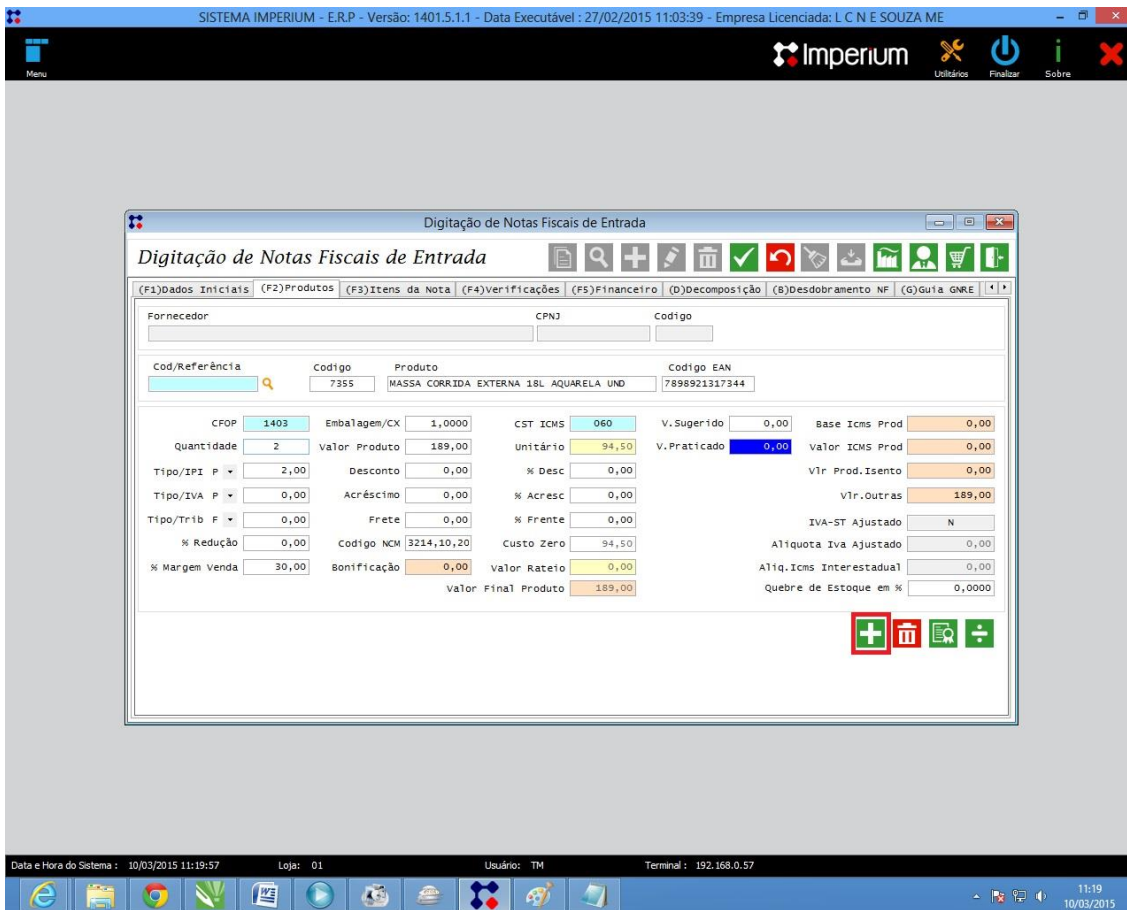 SISTEMA IMPERIUM - E.R.P - Versão: 1401.5.1.1 - Data Executável : 27/02/2015 11:03:39 - Empresa Licenciada: L C N E SOUZA ME
Menu
Imperium
Utilitários Finalizar Sobre
Digitação de Notas Fiscais de Entrada
Digitação de Notas Fiscais de Entrada
(F1)Dados Iniciais (F2)Produtos (F3)Itens da Nota (F4)Verificações (F5)Financeiro (D)Decomposição (B)Desdobramento NF (G)Guia GNRE
Fornecedor CPNJ Codigo
Cod/Referência Codigo Produto Codigo EAN
7355 MASSA CORRIDA EXTERNA 18L AQUARELA UND 7898921317344
CFOP 1403 Embalagem/CX 1,0000 CST ICMS 060 V.Sugerido 0,00 Base Icms Prod 0,00
Quantidade 2 Valor Produto 189,00 Unitário 94,50 V.Praticado 0,00 Valor ICMS Prod 0,00
Tipo/IPI P 2,00 Desconto 0,00 % Desc 0,00 Vlr Prod.Isento 0,00
Tipo/IVA P 0,00 Acréscimo 0,00 % Acresc 0,00 Vlr.Outras 189,00
Tipo/Trib F 0,00 Frete 0,00 % Frente 0,00 IVA-ST Ajustado N
% Redução 0,00 Codigo NCM 3214,10,20 Custo Zero 94,50 Aliquota Iva Ajustado 0,00
% Margem Venda 30,00 Bonificação 0,00 Valor Rateio 0,00 Aliq.Icms Interestadual 0,00
Valor Final Produto 189,00 Quebre de Estoque em % 0,0000
Data e Hora do Sistema : 10/03/2015 11:19:57 Loja: 01 Usuário: TM Terminal : 192.168.0.57
11:19
10/03/2015